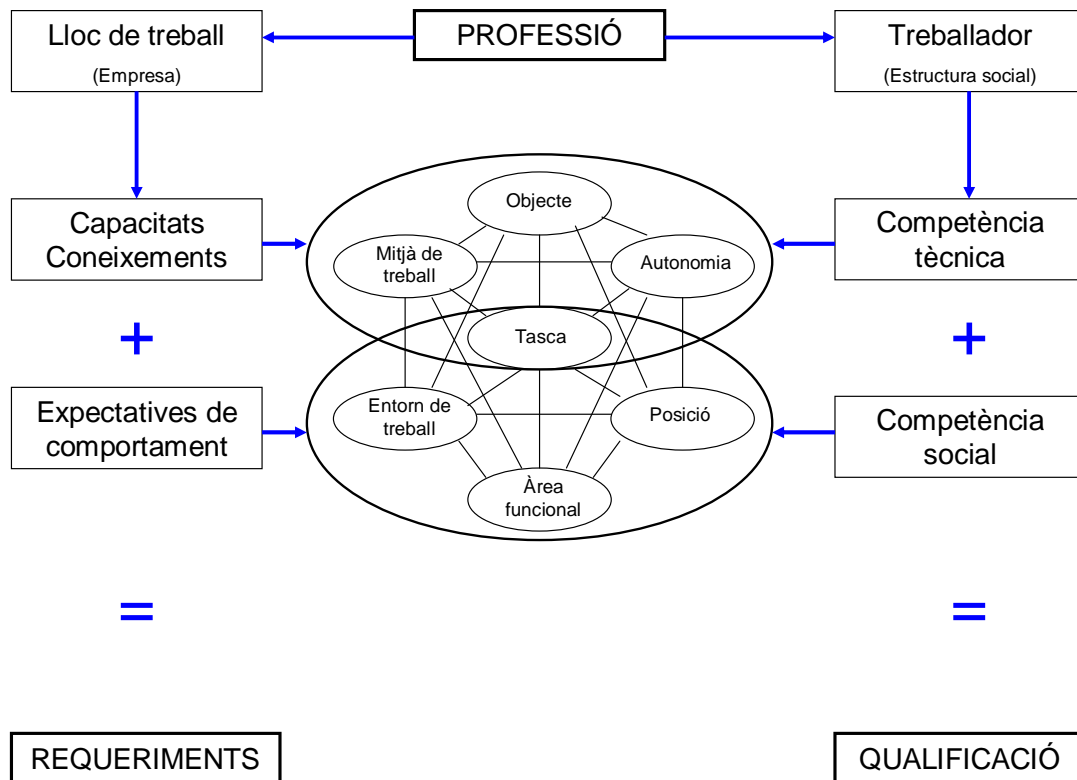 Lloc de treball
(Empresa)
PROFESSIÓ
Treballador
(Estructura social)
Capacitats
Coneixements
Objecte
Mitjà de
treball
Autonomia
Competència
tècnica
+
Tasca
+
Expectatives de
comportament
Entorn de
treball
Posició
Competència
social
Àrea
funcional
=
=
REQUERIMENTS
QUALIFICACIÓ